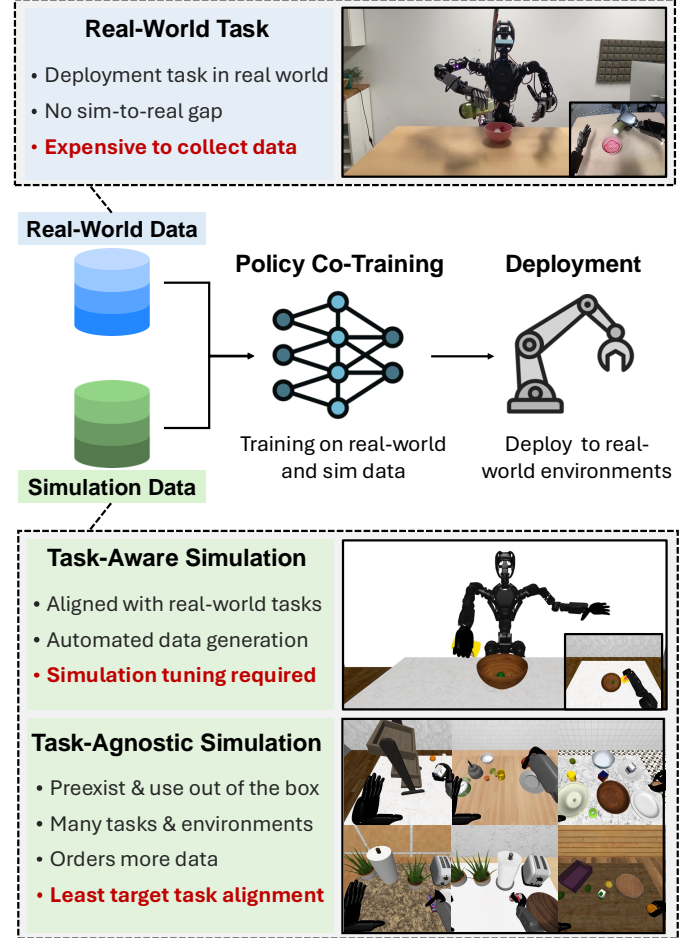 Real-World Task
• Deployment task in real world
• No sim-to-real gap
• Expensive to collect data
Real-World Data
Policy Co-Training
Deployment
Training on real-world
and sim data
Deploy to real-
world environments
Simulation Data
Task-Aware Simulation
• Aligned with real-world tasks
• Automated data generation
• Simulation tuning required
Task-Agnostic Simulation
• Preexist & use out of the box
• Many tasks & environments
• Orders more data
• Least target task alignment